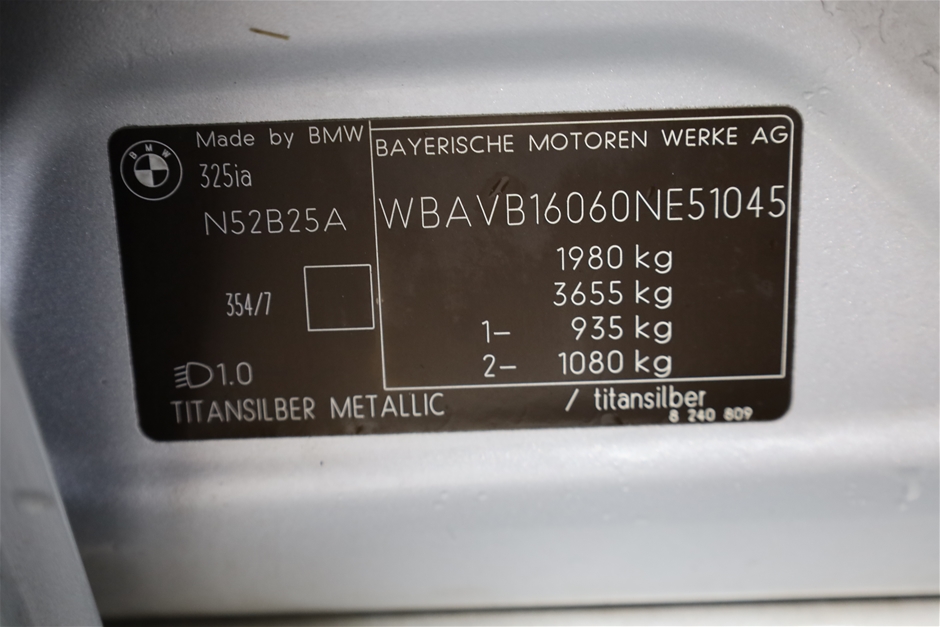 BMW
Made by BMW
325ia
N52B25A
354/7
1.0
BAYERISCHE MOTOREN WERKE AG
WBAVB16060NE51045
1980 kg
3655 kg
1– 935 kg
2– 1080 kg
TITANSILBER METALLIC / titansilber
8 240 809